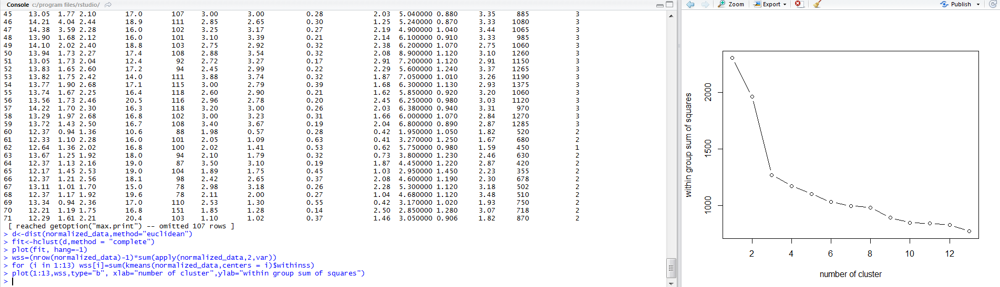 Console c:/program files/rstudio/
45 13.05 1.77 2.10 17.0 107 3.00 3.00 0.28 2.03 5.040000 0.880 3.35 885 3
46 14.21 4.04 2.44 18.9 111 2.85 2.65 0.30 1.25 5.240000 0.870 3.33 1080 3
47 14.38 3.59 2.28 16.0 102 3.25 3.17 0.27 2.19 4.900000 1.040 3.44 1065 3
48 13.90 1.68 2.12 16.0 101 3.10 3.39 0.21 2.14 6.100000 0.910 3.33 985 3
49 14.10 2.02 2.40 18.8 103 2.75 2.92 0.32 2.38 6.200000 1.070 2.75 1060 3
50 13.94 1.73 2.27 17.4 108 2.88 3.54 0.32 2.08 8.900000 1.120 3.10 1260 3
51 13.05 1.73 2.04 12.4 92 2.72 3.27 0.17 2.91 7.200000 1.120 2.91 1150 3
52 13.83 1.65 2.60 17.2 94 2.45 2.99 0.22 2.29 5.600000 1.240 3.37 1265 3
53 13.82 1.75 2.42 14.0 111 3.88 3.74 0.32 1.87 7.050000 1.010 3.26 1190 3
54 13.77 1.90 2.68 17.1 115 3.00 2.79 0.39 1.68 6.300000 1.130 2.93 1375 3
55 13.74 1.67 2.25 16.4 118 2.60 2.90 0.21 1.62 5.850000 0.920 3.20 1060 3
56 13.56 1.73 2.46 20.5 116 2.96 2.78 0.20 2.45 6.250000 0.980 3.03 1120 3
57 14.22 1.70 2.30 16.3 118 3.20 3.00 0.26 2.03 6.380000 0.940 3.31 970 3
58 13.29 1.97 2.68 16.8 102 3.00 3.23 0.31 1.66 6.000000 1.070 2.84 1270 3
59 13.72 1.43 2.50 16.7 108 3.40 3.67 0.19 2.04 6.800000 0.890 2.87 1285 3
60 12.37 0.94 1.36 10.6 88 1.98 0.57 0.28 0.42 1.950000 1.050 1.82 520 2
61 12.33 1.10 2.28 16.0 101 2.05 1.09 0.63 0.41 3.270000 1.250 1.67 680 2
62 12.64 1.36 2.02 16.8 100 2.02 1.41 0.53 0.62 5.750000 0.980 1.59 450 1
63 13.67 1.25 1.92 18.0 94 2.10 1.79 0.32 0.73 3.800000 1.230 2.46 630 2
64 12.37 1.13 2.16 19.0 87 3.50 3.10 0.19 1.87 4.450000 1.220 2.87 420 2
65 12.17 1.45 2.53 19.0 104 1.89 1.75 0.45 1.03 2.950000 1.450 2.23 355 2
66 12.37 1.21 2.56 18.1 98 2.42 2.65 0.37 2.08 4.600000 1.190 2.30 678 2
67 13.11 1.01 1.70 15.0 78 2.98 3.18 0.26 2.28 5.300000 1.120 3.18 502 2
68 12.37 1.17 1.92 19.6 78 2.11 2.00 0.27 1.04 4.680000 1.120 3.48 510 2
69 13.34 0.94 2.36 17.0 110 2.53 1.30 0.55 0.42 3.170000 1.020 1.93 750 2
70 12.21 1.19 1.75 16.8 151 1.85 1.28 0.14 2.50 2.850000 1.280 3.07 718 2
71 12.29 1.61 2.21 20.4 103 1.10 1.02 0.37 1.46 3.050000 0.906 1.82 870 2
[ reached getOption("max.print") -- omitted 107 rows ]
> d<-dist(normalized_data,method="euclidean")
> fit<-hclust(d,method = "complete")
> plot(fit, hang=-1)
> wss=(nrow(normalized_data)-1)*sum(apply(normalized_data,2,var))
> for (i in 1:13) wss[i]=sum(kmeans(normalized_data,centers = i)$withinss)
> plot(1:13,wss,type="b", xlab="number of cluster",ylab="within group sum of squares")
>
Zoom Export Publish
within group sum of squares
2000
1500
1000
2 4 6 8 10 12
number of cluster